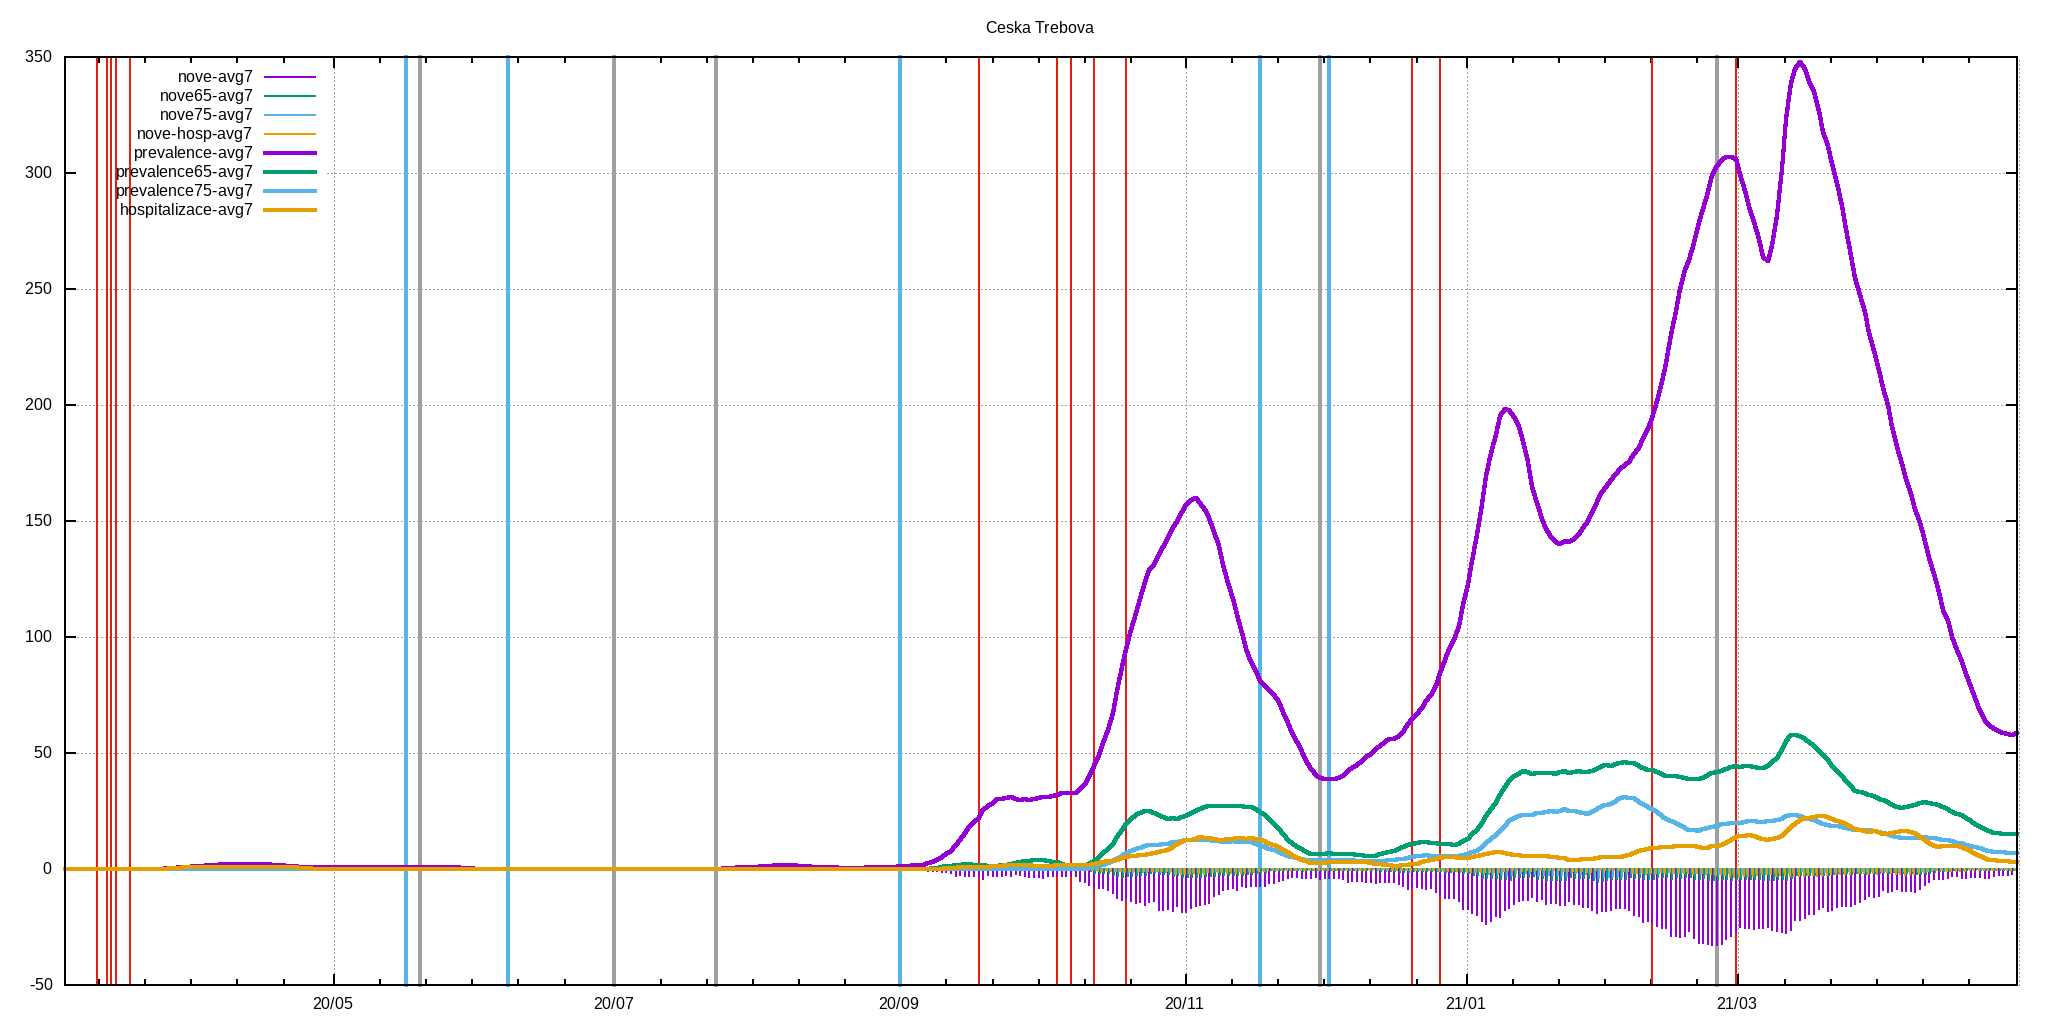 Ceska Trebova
350
300
250
200
150
100
50
0
-50
nove-avg7
nove65-avg7
nove75-avg7
nove-hosp-avg7
prevalence-avg7
prevalence65-avg7
prevalence75-avg7
hospitalizace-avg7
20/05 20/07 20/09 20/11 21/01 21/03